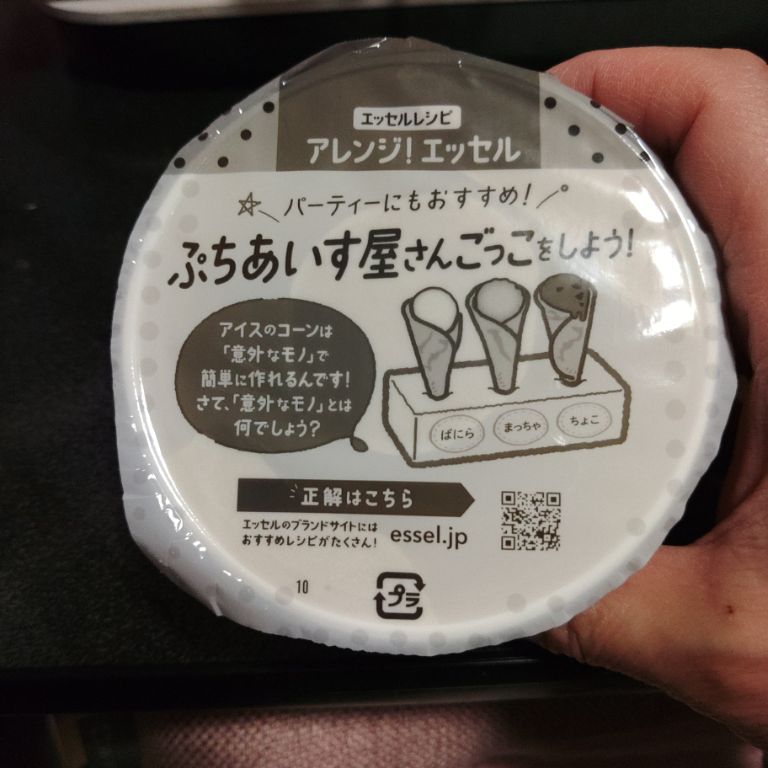 エッセルレシピ
アレンジ! エッセル
パーティーにもおすすめ!
ぷちあいす屋さんごっこをしよう!
アイスのコーンは
「意外なモノ」で
簡単に作れるんです!
さて、「意外なモノ」とは
何でしょう?
ばにら
まっちゃ
ちょこ
正解はこちら
エッセルのブランドサイトには
おすすめレシピがたくさん!
essel.jp
10
プラ